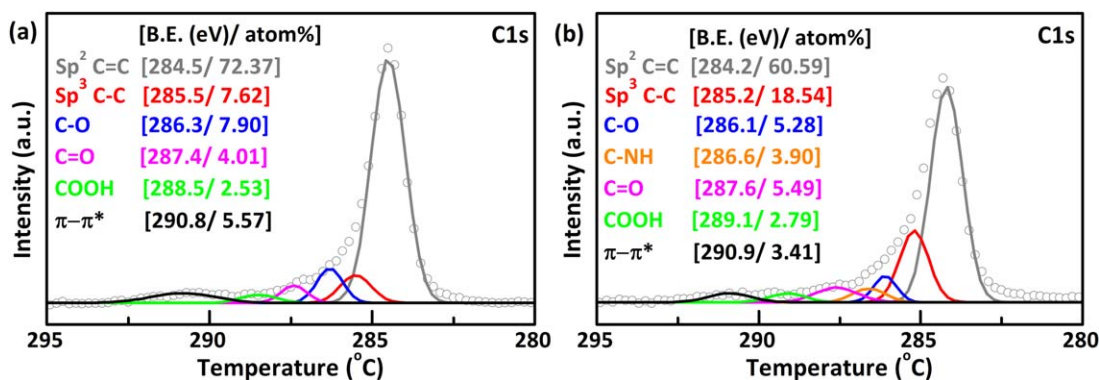 (a)
[B.E. (eV)/ atom%]
C1s
Sp² C=C [284.5/ 72.37]
Sp³ C-C [285.5/ 7.62]
C-O [286.3/ 7.90]
C=O [287.4/ 4.01]
COOH [288.5/ 2.53]
π−π* [290.8/ 5.57]
Intensity (a.u.)
295 290 285 280
Temperature (°C)
(b)
[B.E. (eV)/ atom%]
C1s
Sp² C=C [284.2/ 60.59]
Sp³ C-C [285.2/ 18.54]
C-O [286.1/ 5.28]
C-NH [286.6/ 3.90]
C=O [287.6/ 5.49]
COOH [289.1/ 2.79]
π−π* [290.9/ 3.41]
Intensity (a.u.)
295 290 285 280
Temperature (°C)